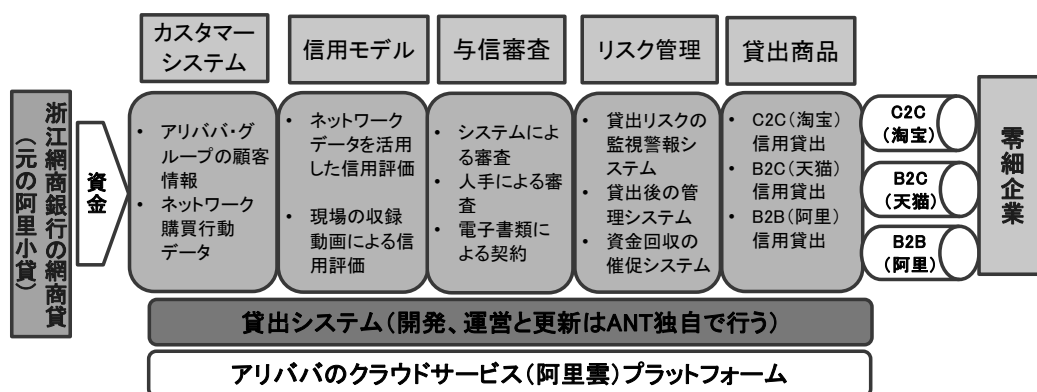 カスタマー
システム
信用モデル
与信審査
リスク管理
貸出商品
浙江網商銀行の網商貸
(元の阿里小貸)
資金
• アリババ・グ
ループの顧客
情報
• ネットワーク
購買行動
データ
• ネットワーク
データを活用
した信用評価
• 現場の収録
動画による信
用評価
• システムによ
る審査
• 人手による審
査
• 電子書類に
よる契約
• 貸出リスクの
監視警報シ
ステム
• 貸出後の管
理システム
• 資金回収の
催促システム
• C2C(淘宝)
信用貸出
• B2C(天猫)
信用貸出
• B2B(阿里)
信用貸出
C2C
(淘宝)
B2C
(天猫)
B2B
(阿里)
零細企業
貸出システム(開発、運営と更新はANT独自で行う)
アリババのクラウドサービス(阿里雲)プラットフォーム